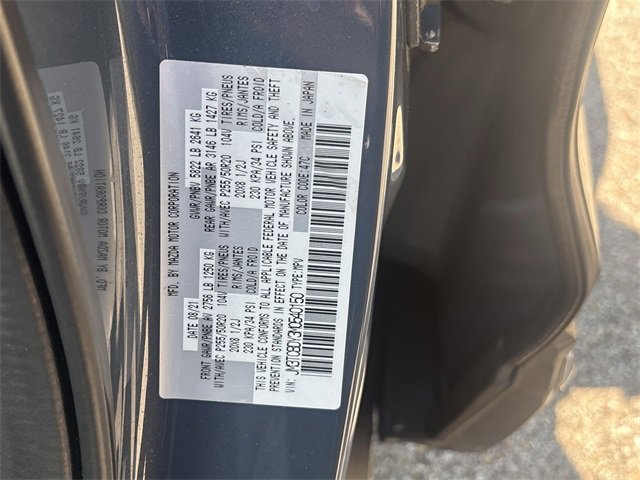 MFD. BY MAZDA MOTOR CORPORATION
DATE 08/21 GVWR/PNBV 5822 LB 2641 KG
FRONT GAWR/PNBE AV 2756 LB 1250 KG REAR GAWR/PNBE AR 3146 LB 1427 KG
WITH/AVEC P255/50R20 104V TIRES/PNEUS WITH/AVEC P255/50R20 104V TIRES/PNEUS
20X8 1/2J RIMS/JANTES 20X8 1/2J RIMS/JANTES
230 KPA/34 PSI COLD/A FROID 230 KPA/34 PSI COLD/A FROID
THIS VEHICLE CONFORMS TO ALL APPLICABLE FEDERAL MOTOR VEHICLE SAFETY AND THEFT
PREVENTION STANDARDS IN EFFECT ON THE DATE OF MANUFACTURE SHOWN ABOVE.
VIN: TYPE:MPV COLOR CODE:47C MADE IN JAPAN